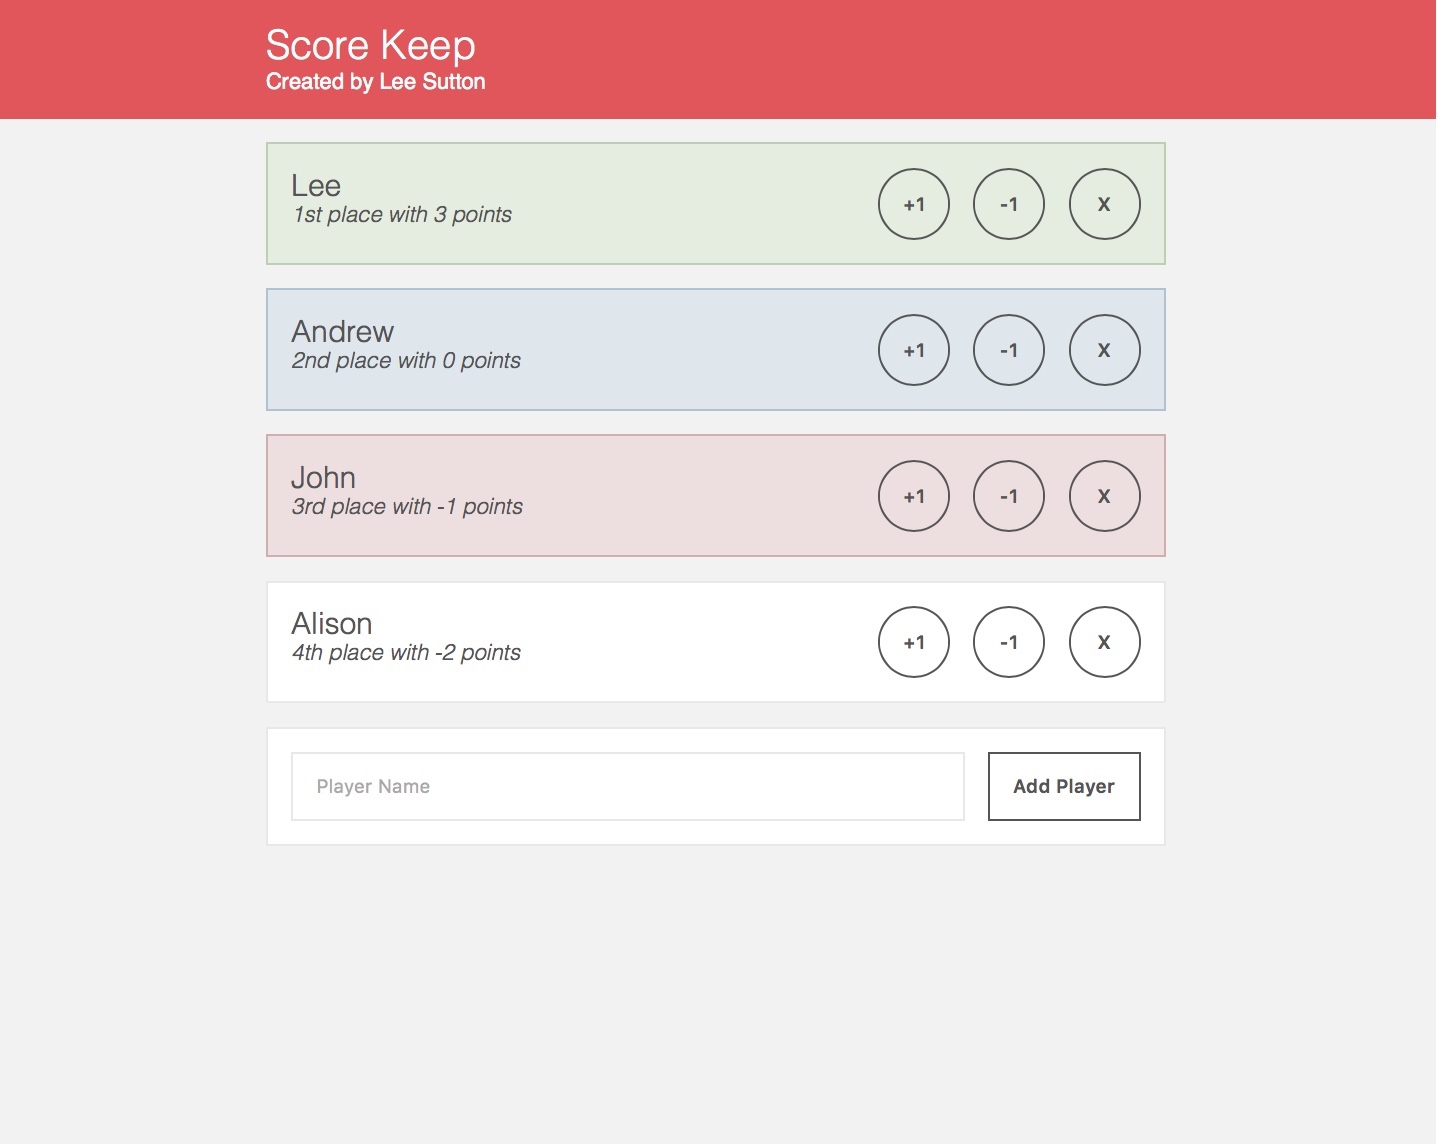 Score Keep
Created by Lee Sutton
Lee
1st place with 3 points
+1 -1 X
Andrew
2nd place with 0 points
+1 -1 X
John
3rd place with -1 points
+1 -1 X
Alison
4th place with -2 points
+1 -1 X
Player Name Add Player